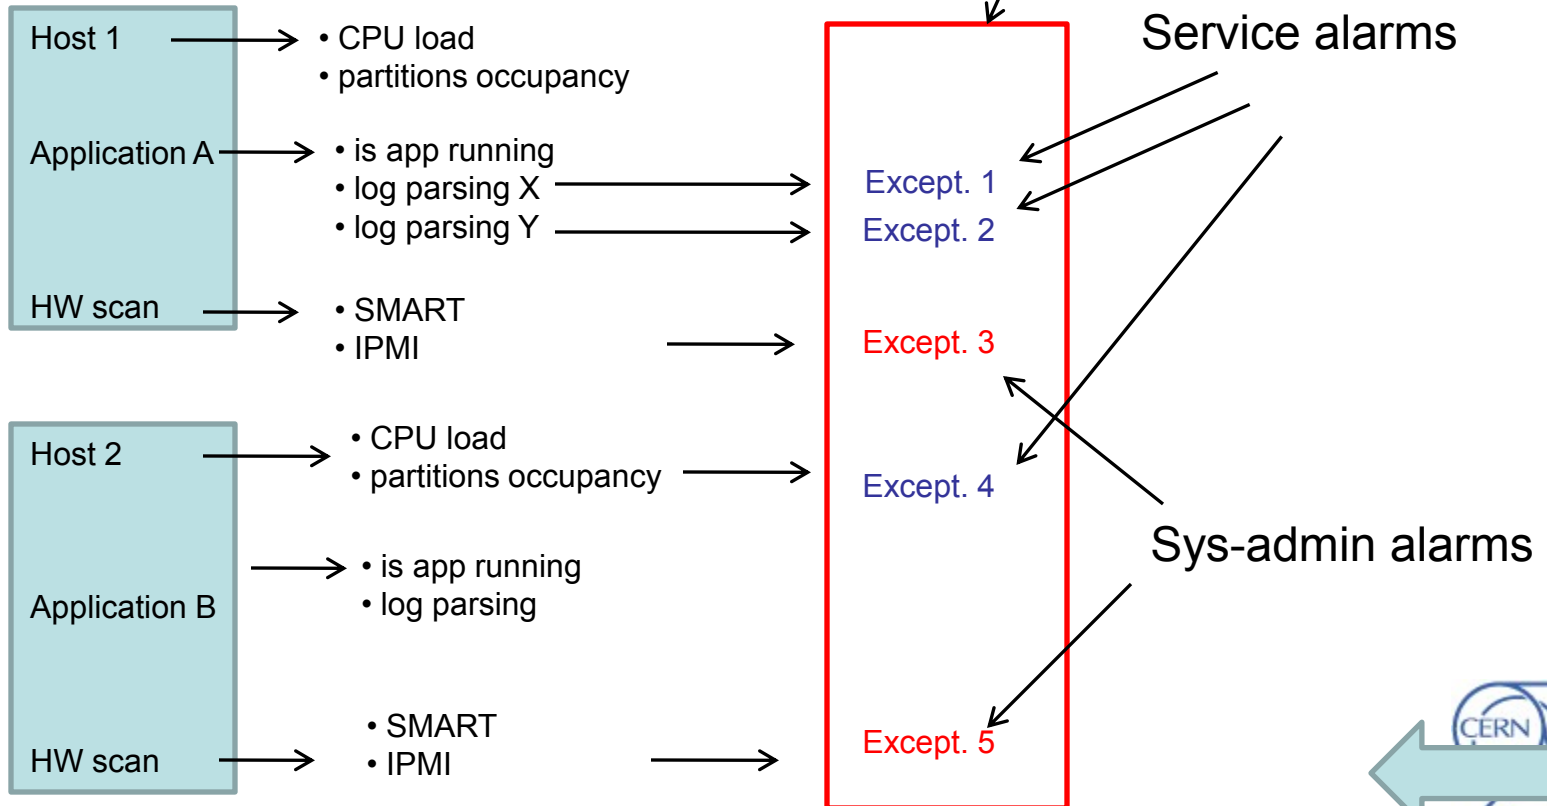 Host 1
• CPU load
• partitions occupancy
Application A
• is app running
• log parsing X
• log parsing Y
HW scan
• SMART
• IPMI
Host 2
• CPU load
• partitions occupancy
Application B
• is app running
• log parsing
HW scan
• SMART
• IPMI
Except. 1
Except. 2
Except. 3
Except. 4
Except. 5
Service alarms
Sys-admin alarms
CERN